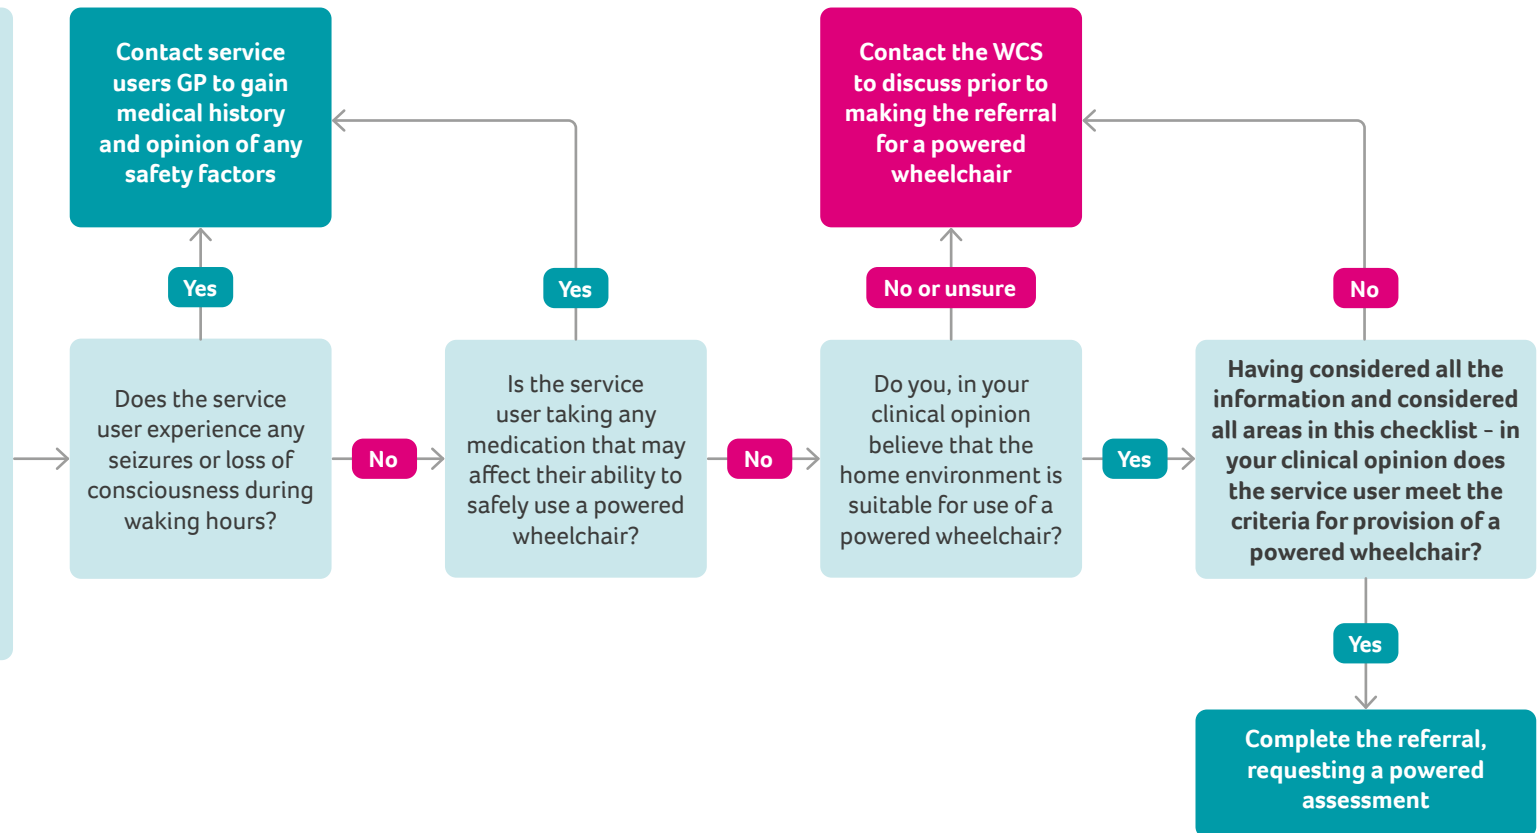 Contact service
users GP to gain
medical history
and opinion of any
safety factors
Contact the WCS
to discuss prior to
making the referral
for a powered
wheelchair
Yes
Yes
No or unsure
No
Does the service
user experience any
seizures or loss of
consciousness during
waking hours?
No
Is the service
user taking any
medication that may
affect their ability to
safely use a powered
wheelchair?
No
Do you, in your
clinical opinion
believe that the
home environment is
suitable for use of a
powered wheelchair?
Yes
Having considered all the
information and considered
all areas in this checklist - in
your clinical opinion does
the service user meet the
criteria for provision of a
powered wheelchair?
Yes
Complete the referral,
requesting a powered
assessment